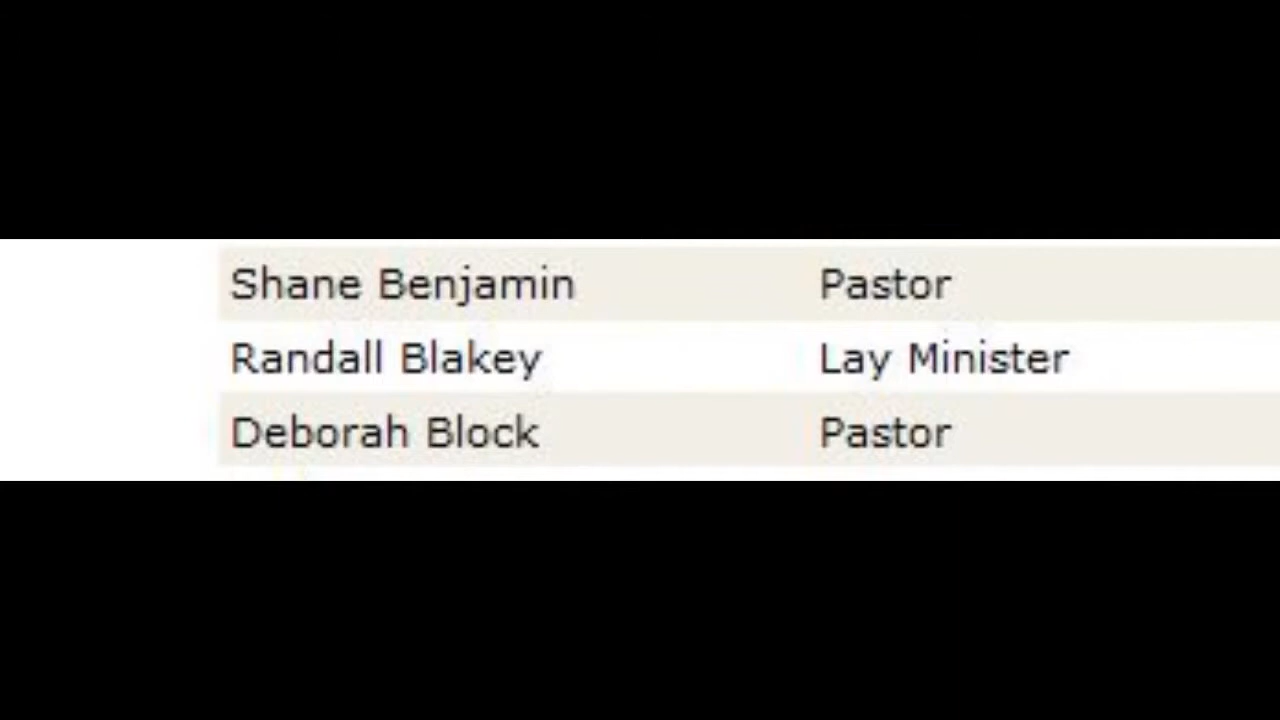 Shane Benjamin Pastor
Randall Blakey Lay Minister
Deborah Block Pastor